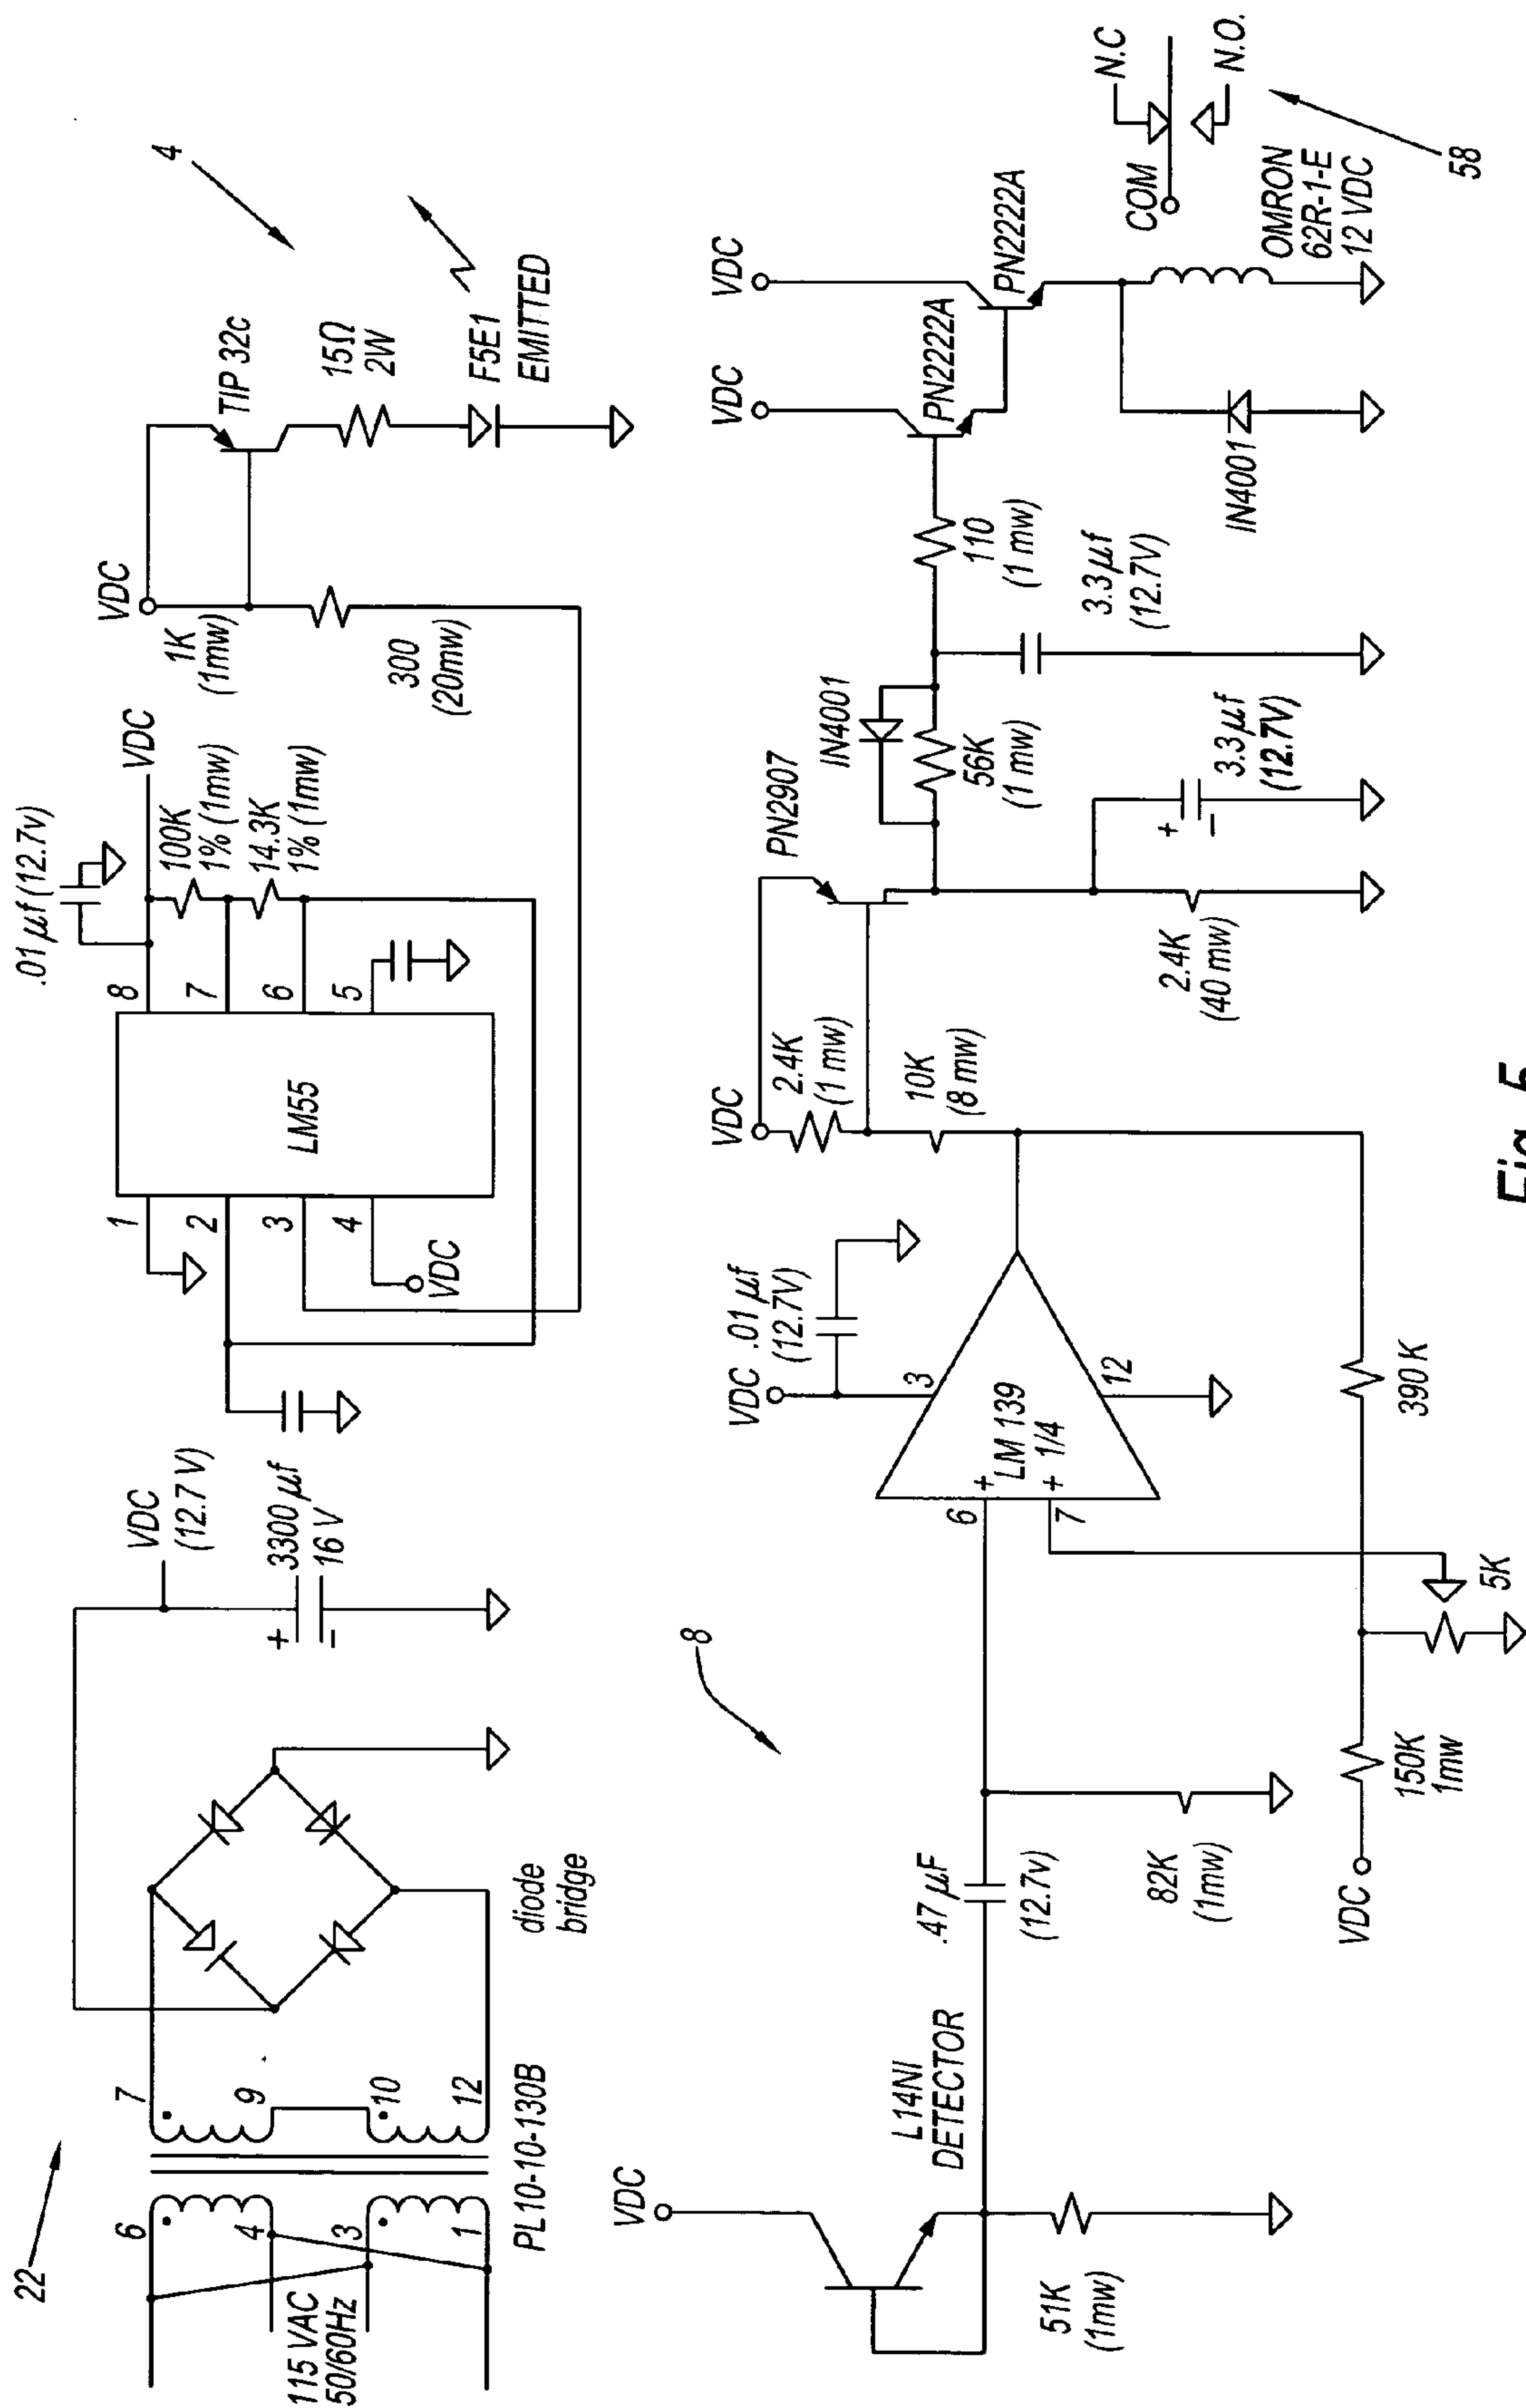 22
6
4
3
1
115 VAC
50/60Hz
7
9
10
12
PL10-10-130B
diode
bridge
VDC
(12.7 V)
+
−
3300 µf
16 V
1
2
3
4
VDC
LM55
8
7
6
5
.01 µf (12.7v)
VDC
100K
1% (1mw)
14.3K
1% (1mw)
VDC
1K
(1mw)
300
(20mw)
TIP 32c
15Ω
2W
F5E1
EMITTED
4
VDC
L14NI
DETECTOR
51K
(1mw)
8
.47 µF
(12.7v)
82K
(1mw)
VDC
150K
1mw
5K
390 K
6
7
+
LM 139
+ 1/4
3
12
VDC
.01 µf
(12.7V)
VDC
2.4K
(1 mw)
10K
(8 mw)
PN2907
2.4K
(40 mw)
+
−
3.3 µf
(12.7V)
IN4001
56K
(1 mw)
3.3 µf
(12.7V)
110
(1 mw)
VDC
PN2222A
VDC
PN2222A
IN4001
OMRON
62R-1-E
12 VDC
COM
N.C
N.O.
58
Fig. 5